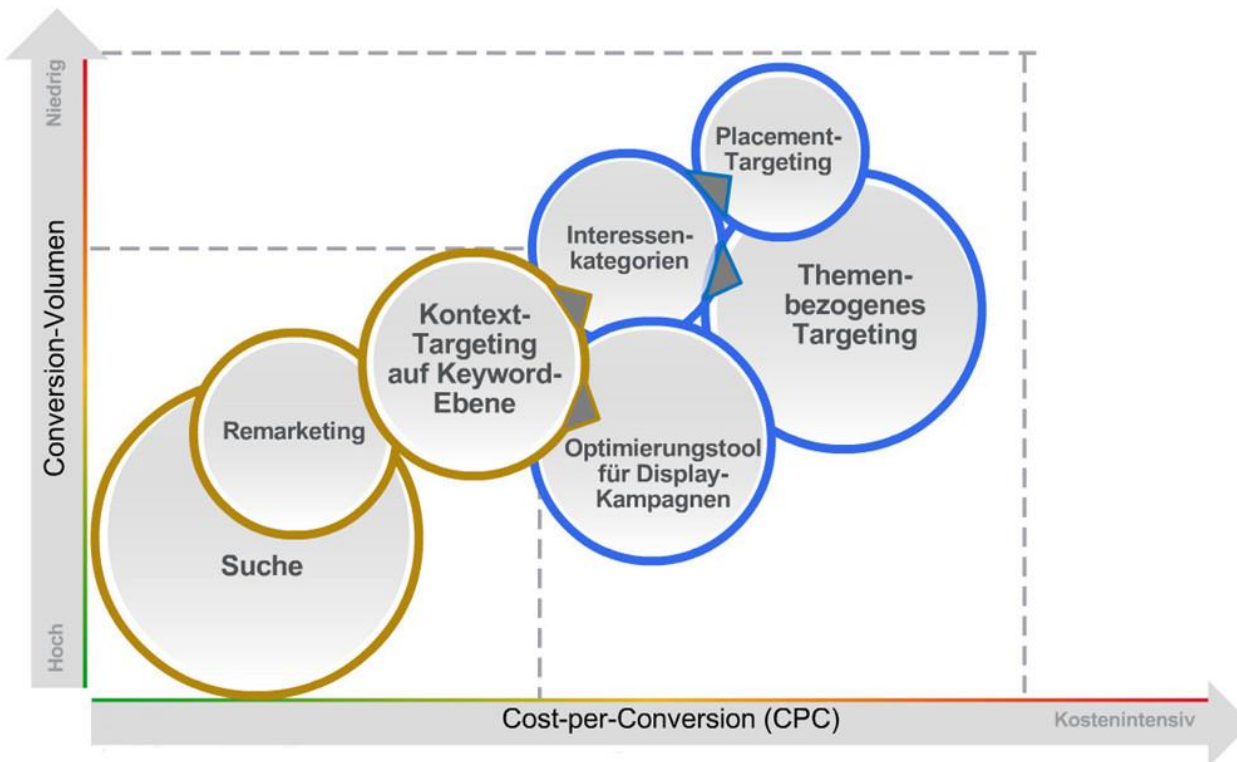 Niedrig
Conversion-Volumen
Hoch
Placement-
Targeting
Interessen-
kategorien
Themen-
bezogenes
Targeting
Kontext-
Targeting
auf Keyword-
Ebene
Remarketing
Optimierungstool
für Display-
Kampagnen
Suche
Cost-per-Conversion (CPC)
Kostenintensiv